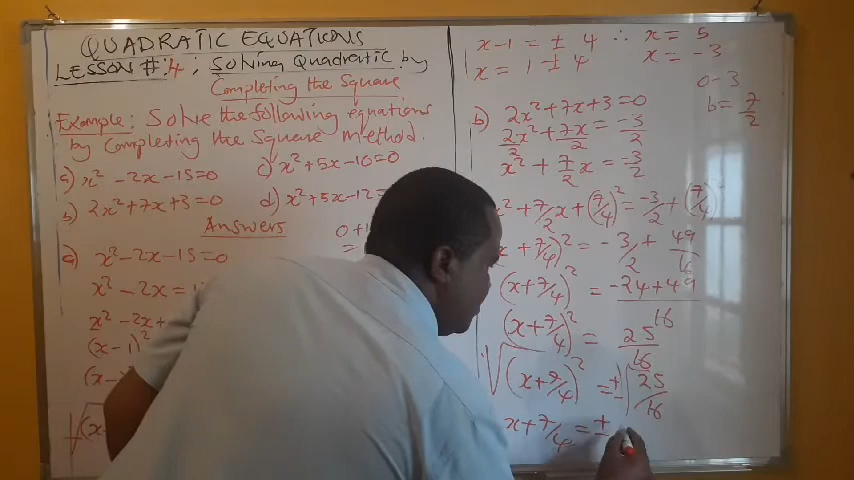 QUADRATIC EQUATIONS
LESSON #:4 ; Solving Quadratic by
Completing the Square
Example: Solve the following equations
by Completing the Square method.
a) x² - 2x - 15 = 0
c) x² + 5x - 10 = 0
b) 2x² + 7x + 3 = 0
d) x² + 5x - 12 =
Answers
a) x² - 2x - 15 = 0
x² - 2x =
x² - 2x +
(x - 1)²
(x -
0 + 1
=
x - 1 = ± 4 ∴ x = 5
x = 1 ± 4 x = -3
0 - 3
b = 7/2
b) 2x² + 7x + 3 = 0
2x²/2 + 7x/2 = -3/2
x² + 7/2 x = -3/2
x² + 7/2 x + (7/4)² = -3/2 + (7/4)²
x + 7/4)² = -3/2 + 49/16
(x + 7/4)² = -24 + 49/16
(x + 7/4)² = 25/16
√(x + 7/4)² = ±√25/16
x + 7/4 = ±